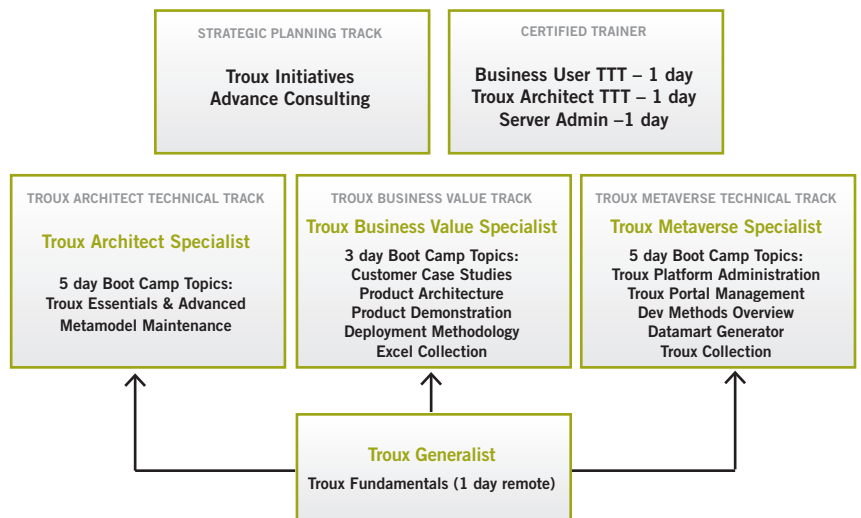 STRATEGIC PLANNING TRACK
Troux Initiatives
Advance Consulting
CERTIFIED TRAINER
Business User TTT – 1 day
Troux Architect TTT – 1 day
Server Admin –1 day
TROUX ARCHITECT TECHNICAL TRACK
Troux Architect Specialist
5 day Boot Camp Topics:
Troux Essentials & Advanced
Metamodel Maintenance
TROUX BUSINESS VALUE TRACK
Troux Business Value Specialist
3 day Boot Camp Topics:
Customer Case Studies
Product Architecture
Product Demonstration
Deployment Methodology
Excel Collection
TROUX METAVERSE TECHNICAL TRACK
Troux Metaverse Specialist
5 day Boot Camp Topics:
Troux Platform Administration
Troux Portal Management
Dev Methods Overview
Datamart Generator
Troux Collection
Troux Generalist
Troux Fundamentals (1 day remote)